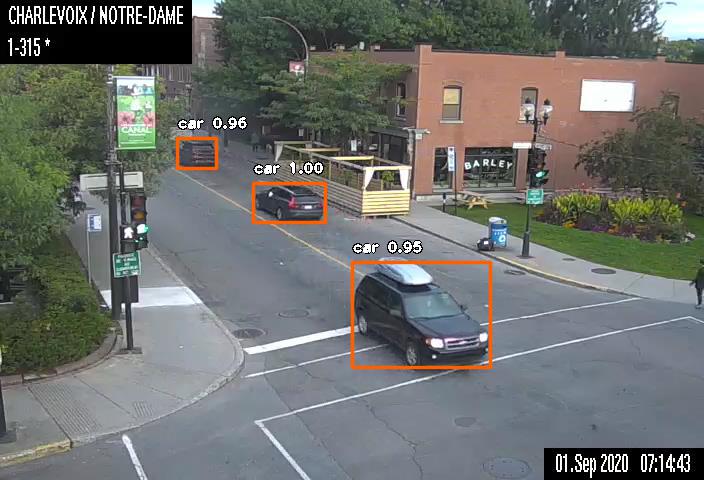 CHARLEVOIX / NOTRE-DAME
1-315 *
car 0.96
car 1.00
car 0.95
CANAL
BARLEY
01.Sep 2020 07:14:43